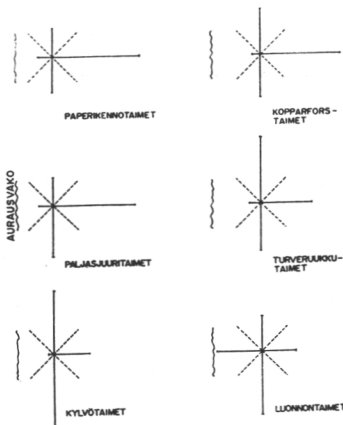 PAPERIKENNOTAIMET
KOPPARFORS-
TAIMET
AURAUSVAKO
PALJASJUURITAIMET
TURVERUUKKU-
TAIMET
KYLVÖTAIMET
LUONNONTAIMET